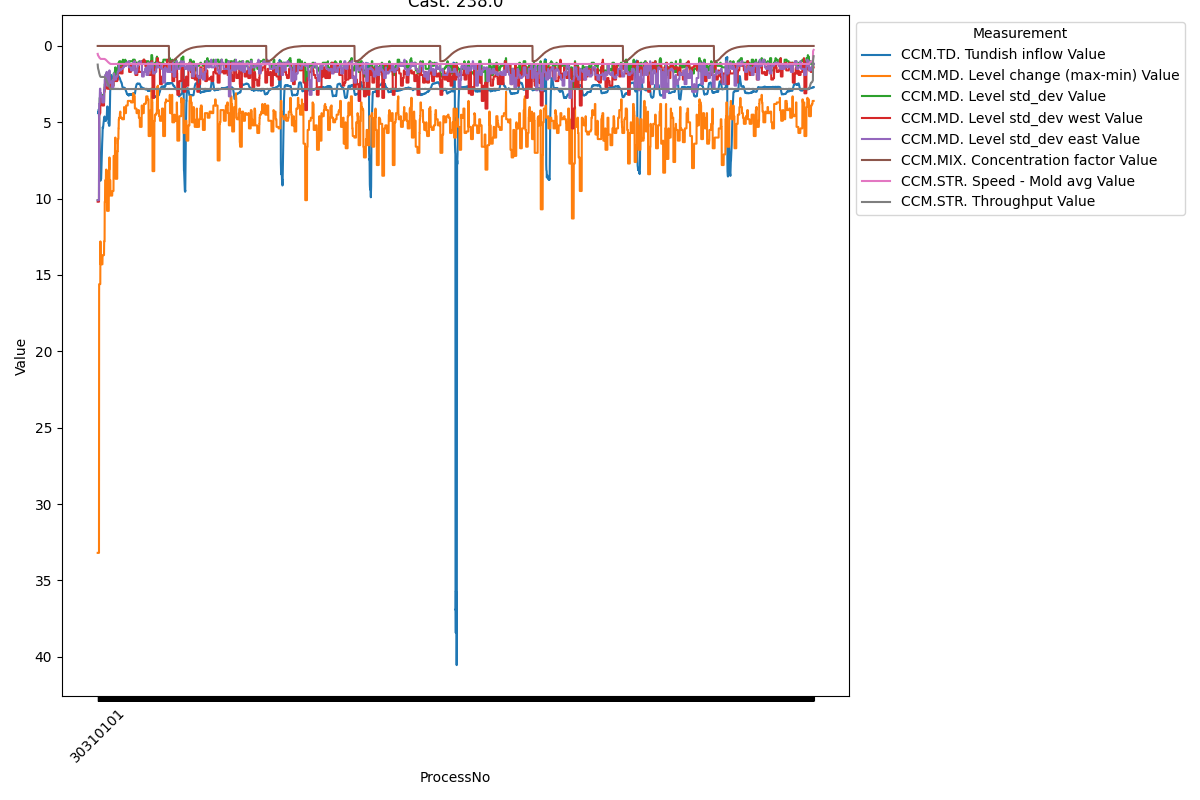 Cast: 238.0
Measurement
CCM.TD. Tundish inflow Value
CCM.MD. Level change (max-min) Value
CCM.MD. Level std_dev Value
CCM.MD. Level std_dev west Value
CCM.MD. Level std_dev east Value
CCM.MIX. Concentration factor Value
CCM.STR. Speed - Mold avg Value
CCM.STR. Throughput Value
0
5
10
15
20
25
30
35
40
Value
30310101
ProcessNo